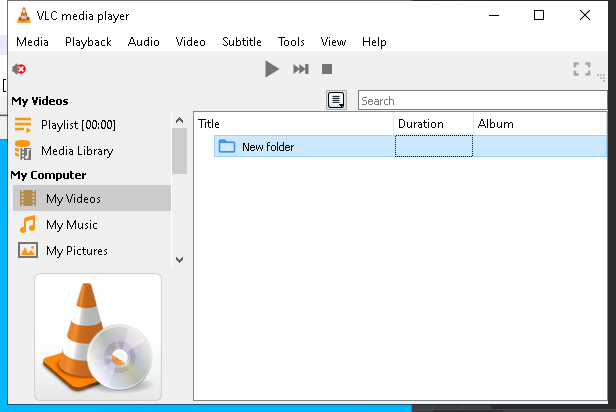 VLC media player
Media Playback Audio Video Subtitle Tools View Help
My Videos
Search
Playlist [00:00]
Media Library
My Computer
My Videos
My Music
My Pictures
Title Duration Album
New folder